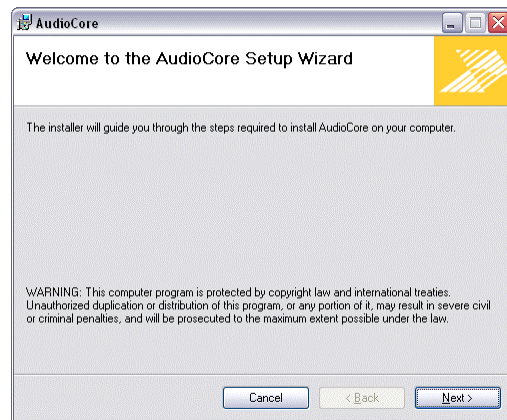 AudioCore
Welcome to the AudioCore Setup Wizard
The installer will guide you through the steps required to install AudioCore on your computer.
WARNING: This computer program is protected by copyright law and international treaties.
Unauthorized duplication or distribution of this program, or any portion of it, may result in severe civil
or criminal penalties, and will be prosecuted to the maximum extent possible under the law.
Cancel
< Back
Next >